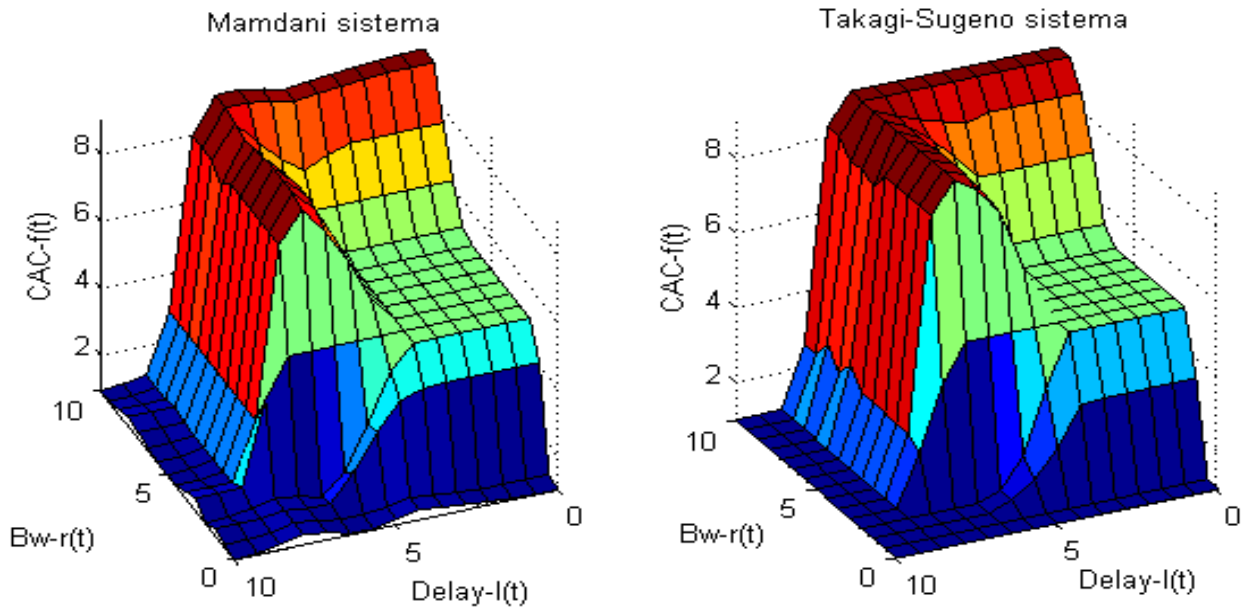 Mamdani sistema
CAC-f(t)
8
6
4
2
10
5
0
Bw-r(t)
10
5
0
Delay-l(t)
Takagi-Sugeno sistema
CAC-f(t)
8
6
4
2
10
5
0
Bw-r(t)
10
5
0
Delay-l(t)